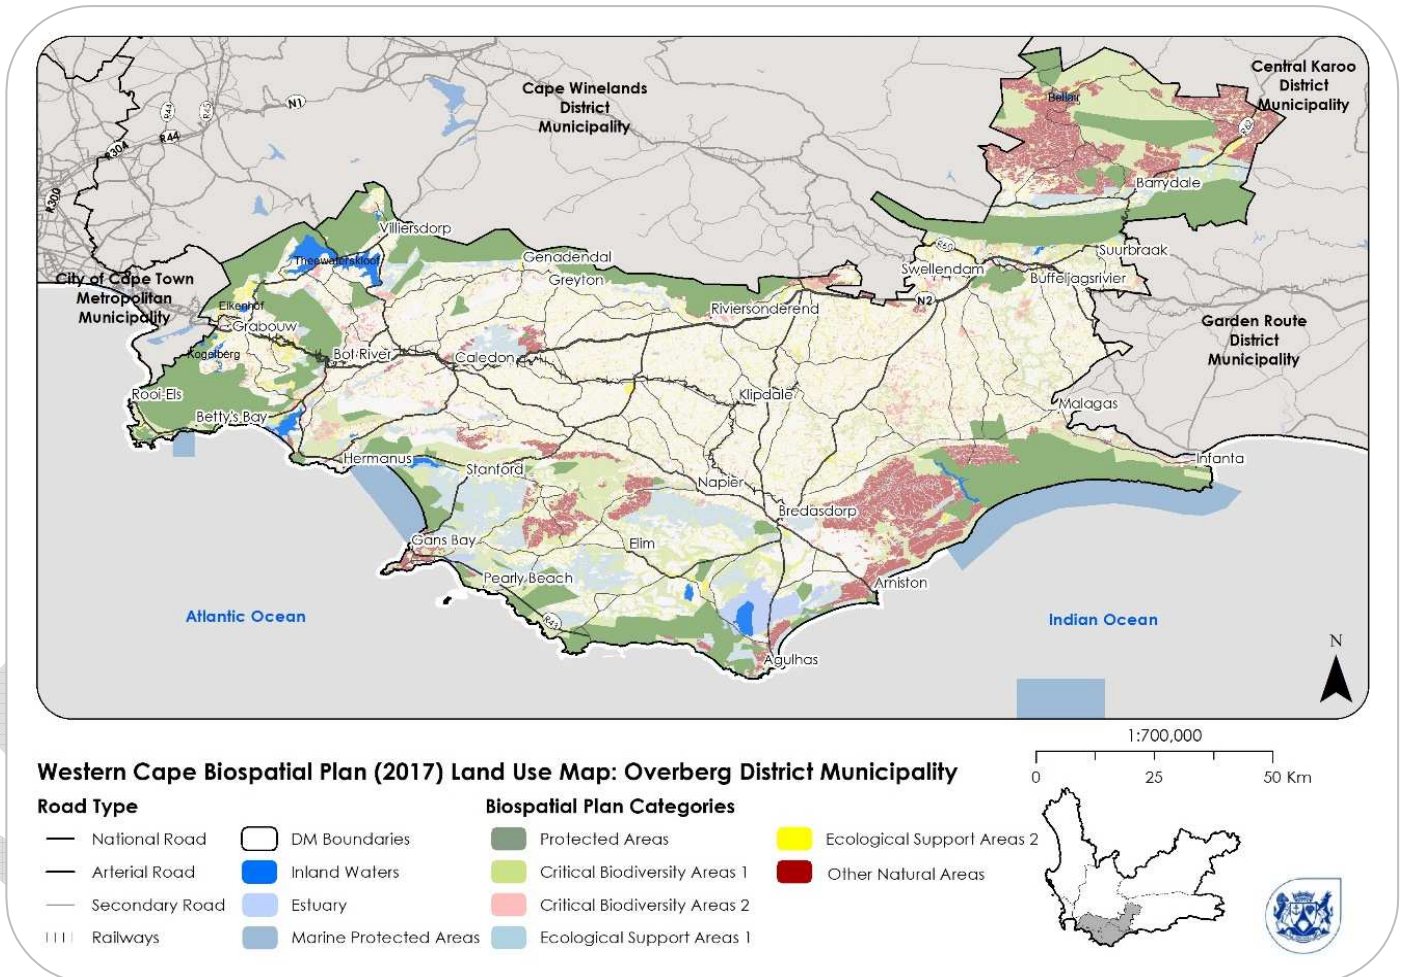 Cape Winelands
District
Municipality
Central Karoo
District
Municipality
Bellair
N1
R44
R45
R44
R304
R300
R62
Barrydale
Villiersdorp
Theewaterskloof
Genadendal
Greyton
R60
Suurbraak
Swellendam
Buffeljagsrivier
City of Cape Town
Metropolitan
Municipality
Eikenhof
Grabouw
Riviersonderend
N2
Garden Route
District
Municipality
Kogelberg
Bot River
Caledon
Rooi-Els
Klipdale
Betty's Bay
Malagas
Hermanus
Stanford
Infanta
Napier
Bredasdorp
Gans Bay
Elim
Pearly Beach
Arniston
Atlantic Ocean
R43
Indian Ocean
Agulhas
N
1:700,000
0 25 50 Km
Western Cape Biospatial Plan (2017) Land Use Map: Overberg District Municipality
Road Type
National Road
Arterial Road
Secondary Road
Railways
DM Boundaries
Inland Waters
Estuary
Marine Protected Areas
Biospatial Plan Categories
Protected Areas
Critical Biodiversity Areas 1
Critical Biodiversity Areas 2
Ecological Support Areas 1
Ecological Support Areas 2
Other Natural Areas